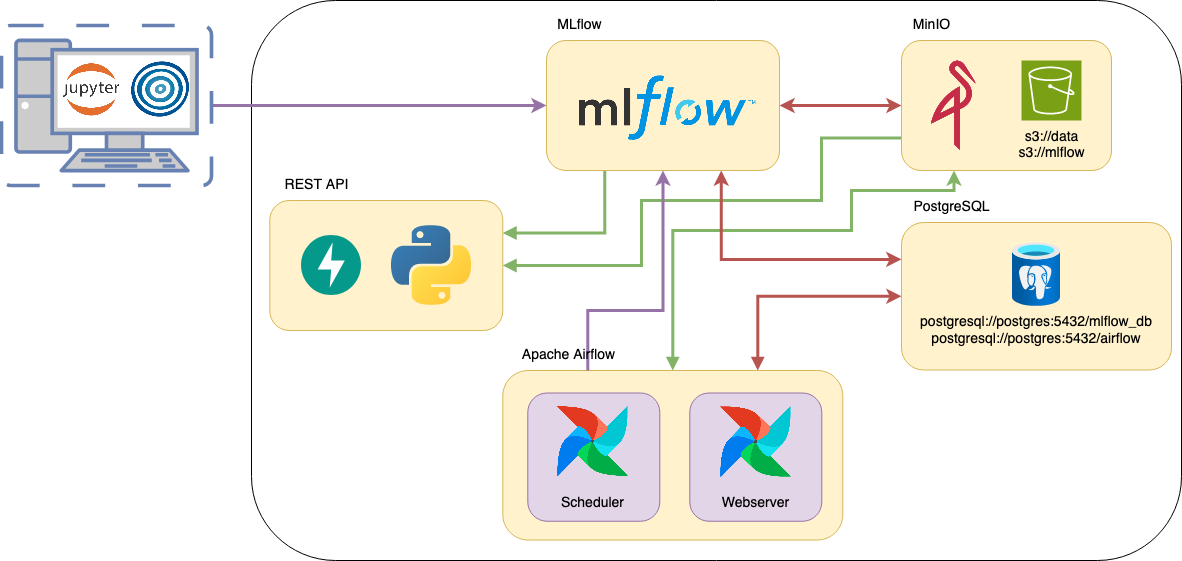 MLflow
MinIO
jupyter
mlflow™
s3://data
s3://mlflow
REST API
PostgreSQL
postgresql://postgres:5432/mlflow_db
postgresql://postgres:5432/airflow
Apache Airflow
Scheduler
Webserver